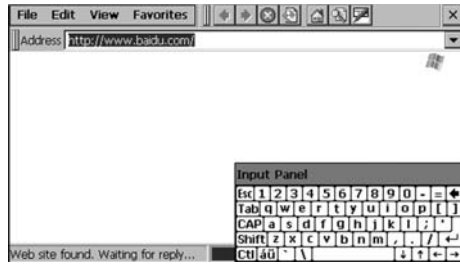 File Edit View Favorites
Address http://www.baidu.com/
Input Panel
Esc 1 2 3 4 5 6 7 8 9 0 - =
Tab q w e r t y u i o p [ ]
CAP a s d f g h j k l ; '
Shift z x c v b n m , . /
Ctl áü ` \
Web site found. Waiting for reply...